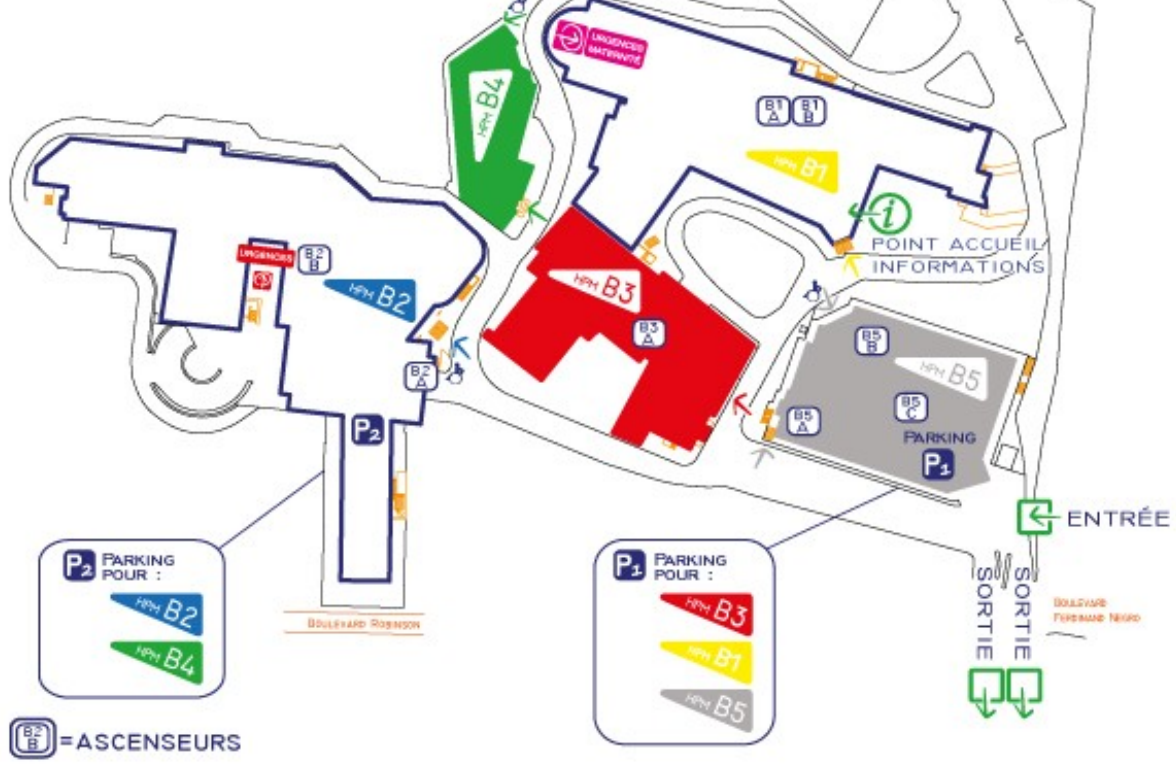 URGENCES
MATERNITÉ
HPM B4
B1
A
B1
B
HPM B1
i
POINT ACCUEIL
INFORMATIONS
URGENCES
B2
B
HPM B2
HPM B3
B3
A
B5
B
HPM B5
B2
A
B5
A
B5
C
PARKING
P1
P2
ENTRÉE
P2 PARKING
POUR :
HPM B2
HPM B4
P1 PARKING
POUR :
HPM B3
HPM B1
HPM B5
SORTIE
SORTIE
BOULEVARD
FERDINAND NEGRO
BOULEVARD ROBINSON
B2
B
=ASCENSEURS